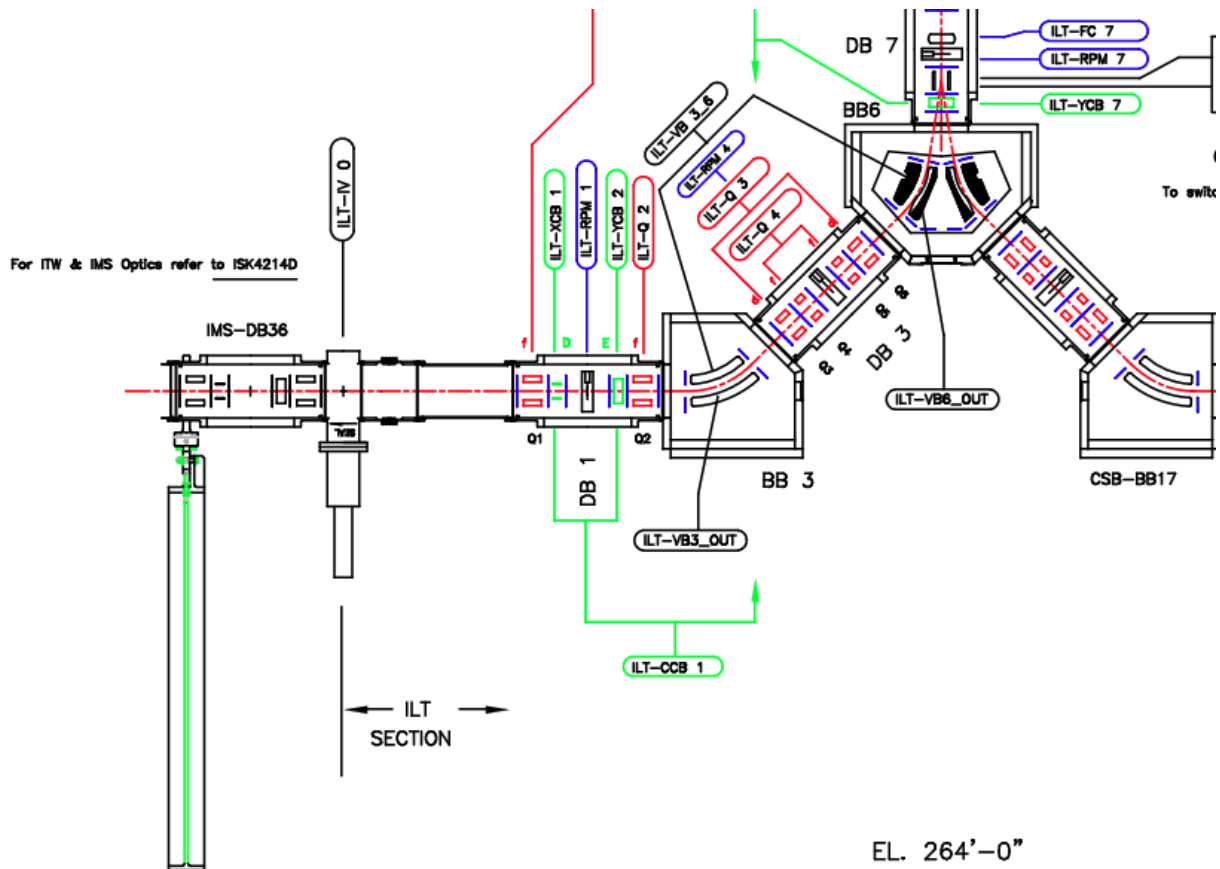 ILT-FC 7
DB 7
ILT-RPM 7
ILT-YCB 7
BB6
ILT-VB 3_6
ILT-RPM 4
ILT-Q 3
ILT-Q 4
To switc
ILT-IV 0
ILT-XCB 1
ILT-RPM 1
ILT-YCB 2
ILT-Q 2
For ITW & IMS Optics refer to ISK4214D
IMS-DB36
f
D
E
f
d
f
f
d
Q3
Q4
DB 3
SEAL
ILT-VB6_OUT
Q1
Q2
DB 1
BB 3
CSB-BB17
ILT-VB3_OUT
ILT-CCB 1
ILT
SECTION
EL. 264'-0"